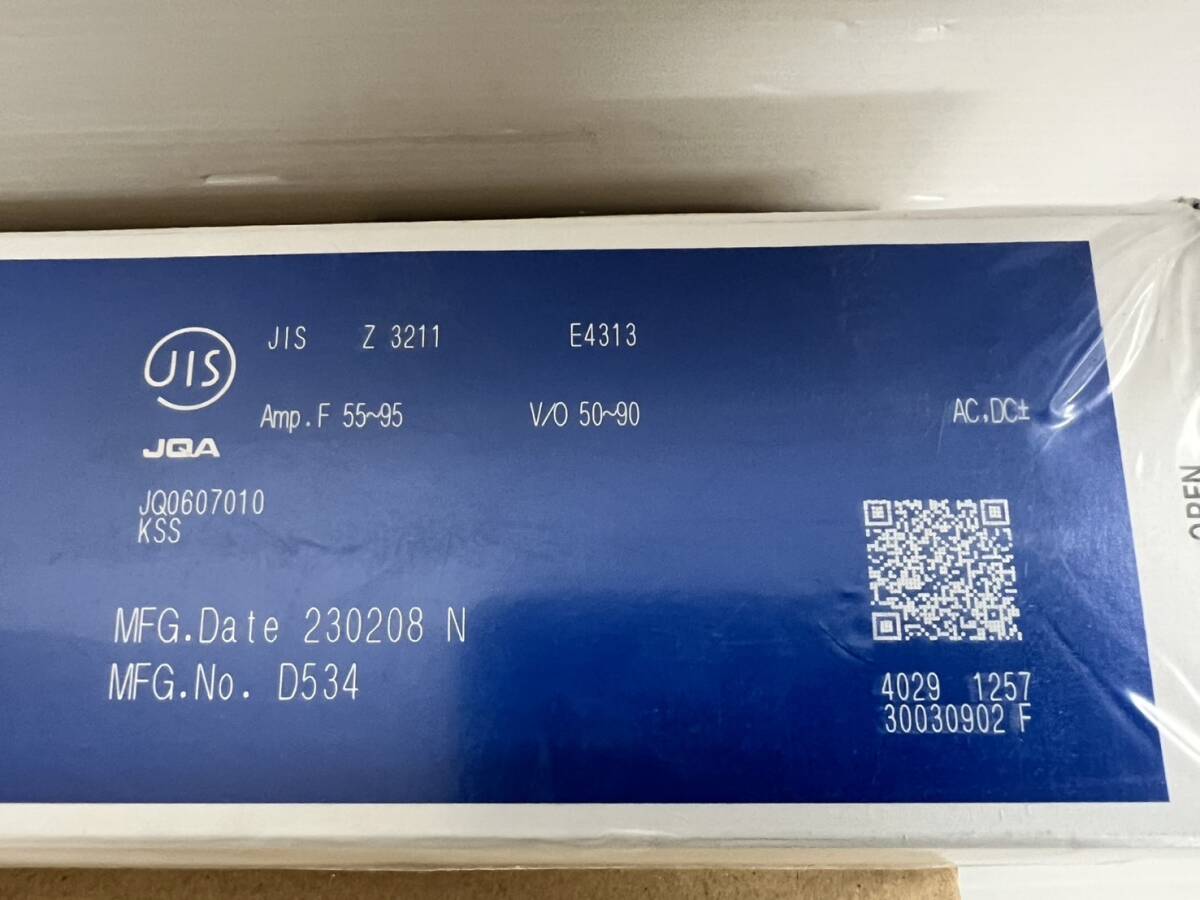 JIS JIS Z 3211 E4313
Amp.F 55~95 V/O 50~90 AC,DC±
JQA
JQ0607010
KSS
MFG.Date 230208 N
MFG.No. D534
4029 1257
30030902 F
OPEN